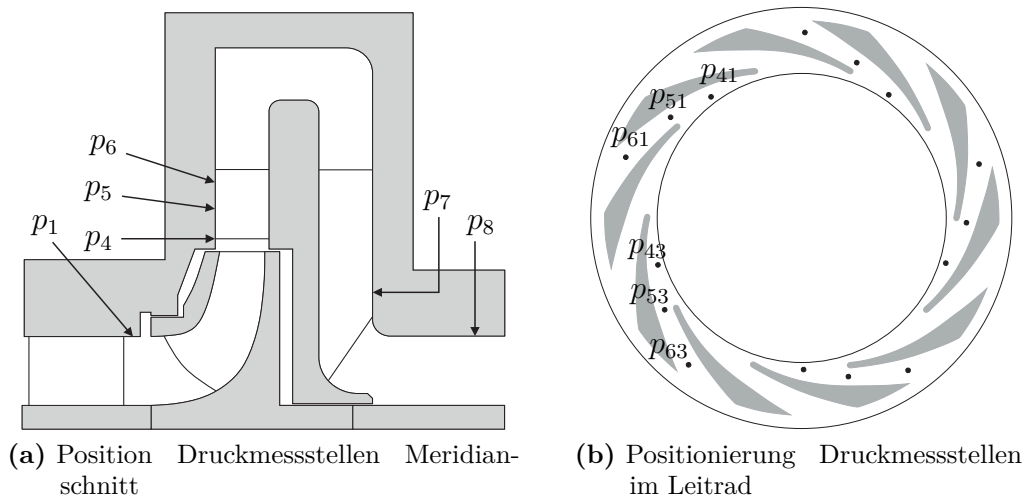 p6
p5
p1
p4
p7
p8
p41
p51
p61
p43
p53
p63
(a) Position Druckmessstellen Meridian-
schnitt
(b) Positionierung Druckmessstellen
im Leitrad